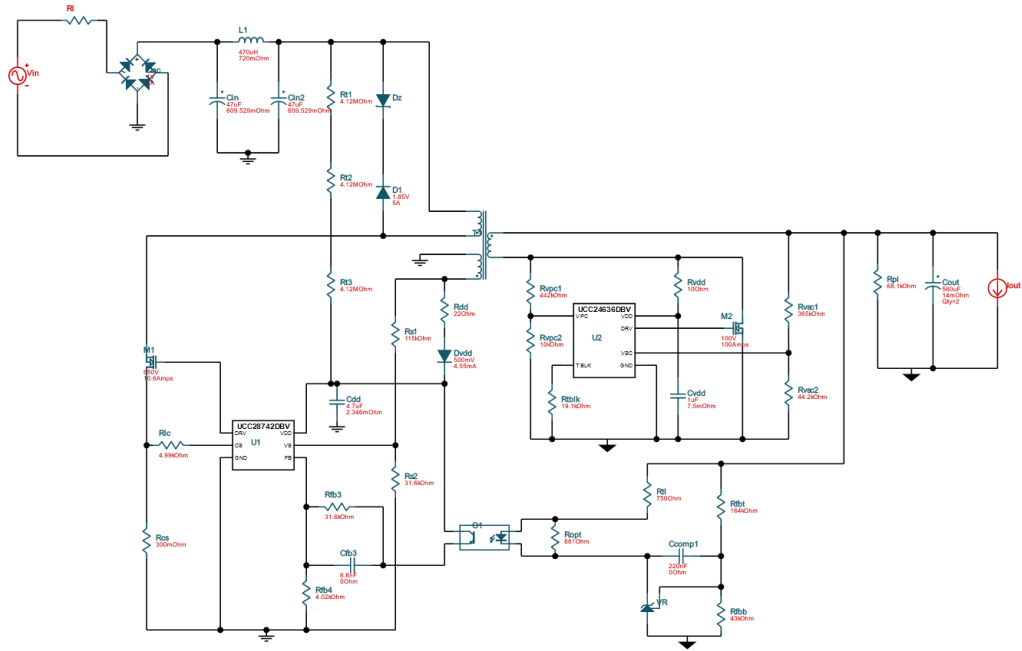 RI
L1
470uH
720mOhm
Vin
Cin
47uF
609.529mOhm
Cin2
47uF
609.529mOhm
Rt1
4.12MOhm
Dz
Rt2
4.12MOhm
D1
1.85V
5A
Rt3
4.12MOhm
Rdd
22Ohm
Rs1
115kOhm
Dvdd
500mV
4.55mA
M1
650V
10.6Amps
Cdd
4.7uF
2.346mOhm
UCC28742DBV
U1
DRV
CS
GND
VDD
VS
FB
Rlc
4.99kOhm
Rs2
31.6kOhm
Rcs
300mOhm
Rfb3
31.6kOhm
Cfb3
6.8nF
0Ohm
Rfb4
4.02kOhm
O1
Ropt
681Ohm
Rvpc1
442kOhm
Rvpc2
10kOhm
Rtblk
19.1kOhm
UCC24636DBV
U2
VPC
TBLK
VDD
DRV
VSC
GND
Rvdd
10Ohm
Cvdd
1uF
7.5mOhm
M2
100V
100Amps
Rvsc1
365kOhm
Rvsc2
44.2kOhm
Rpl
68.1kOhm
Cout
560uF
14mOhm
Qty=2
Iout
Rtl
750Ohm
Rfbt
164kOhm
Ccomp1
220nF
0Ohm
VR
Rfbb
43kOhm